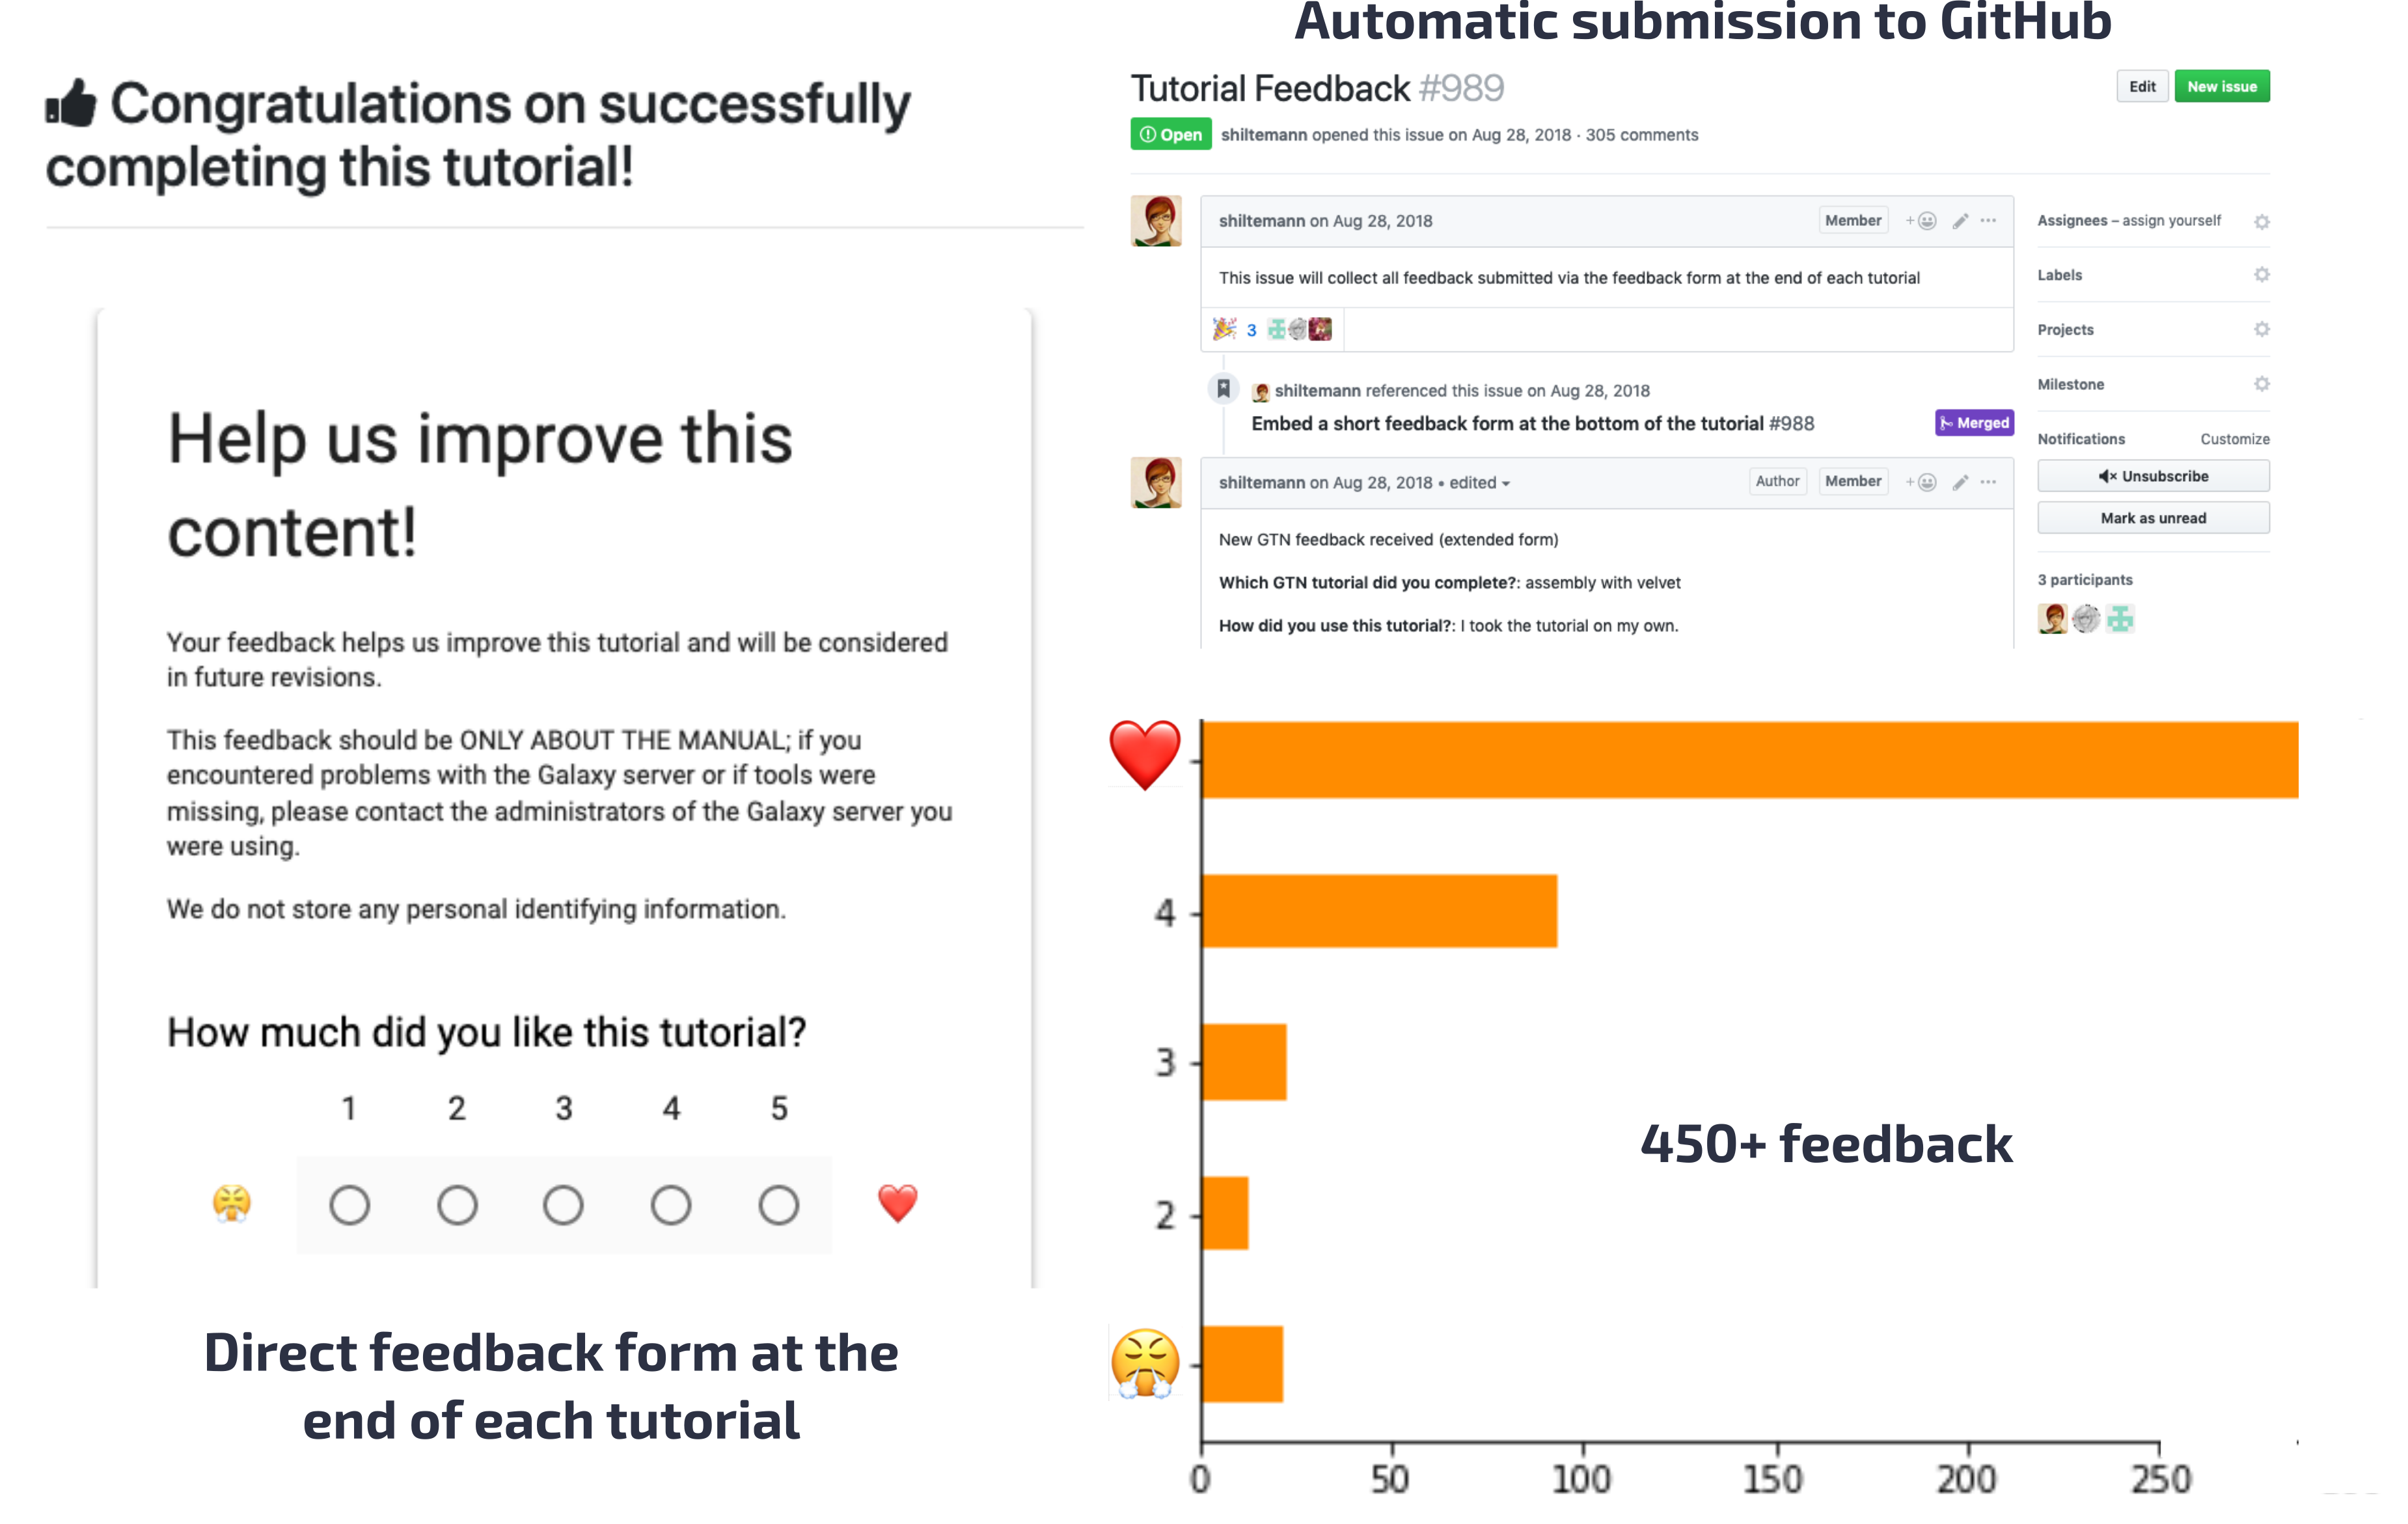 Congratulations on successfully
completing this tutorial!
Help us improve this
content!
Your feedback helps us improve this tutorial and will be considered
in future revisions.
This feedback should be ONLY ABOUT THE MANUAL; if you
encountered problems with the Galaxy server or if tools were
missing, please contact the administrators of the Galaxy server you
were using.
We do not store any personal identifying information.
How much did you like this tutorial?
1 2 3 4 5
Direct feedback form at the
end of each tutorial
Automatic submission to GitHub
Tutorial Feedback #989
Edit New issue
Open shiltemann opened this issue on Aug 28, 2018 · 305 comments
shiltemann on Aug 28, 2018 Member
This issue will collect all feedback submitted via the feedback form at the end of each tutorial
3
shiltemann referenced this issue on Aug 28, 2018
Embed a short feedback form at the bottom of the tutorial #988 Merged
shiltemann on Aug 28, 2018 • edited Author Member
New GTN feedback received (extended form)
Which GTN tutorial did you complete?: assembly with velvet
How did you use this tutorial?: I took the tutorial on my own.
Assignees – assign yourself
Labels
Projects
Milestone
Notifications Customize
Unsubscribe
Mark as unread
3 participants
4
3
2
450+ feedback
0 50 100 150 200 250